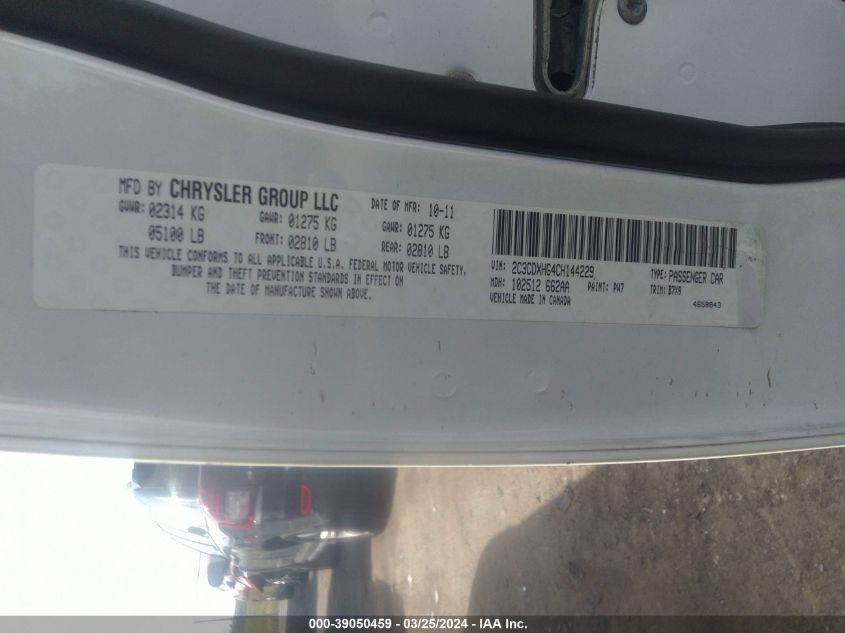 MFD BY CHRYSLER GROUP LLC DATE OF MFR: 10-11
GVWR: 02314 KG GAWR: 01275 KG GAWR: 01275 KG
05100 LB FRONT: 02810 LB REAR: 02810 LB
THIS VEHICLE CONFORMS TO ALL APPLICABLE U.S.A. FEDERAL MOTOR VEHICLE SAFETY,
BUMPER AND THEFT PREVENTION STANDARDS IN EFFECT ON
THE DATE OF MANUFACTURE SHOWN ABOVE.
VIN: 2C3CDXHG4CH144229 TYPE: PASSENGER CAR
MDH: 102512 662AA PAINT: PW7 TRIM: B7X9
VEHICLE MADE IN CANADA 4658843
000-39050459 - 03/25/2024 - IAA Inc.